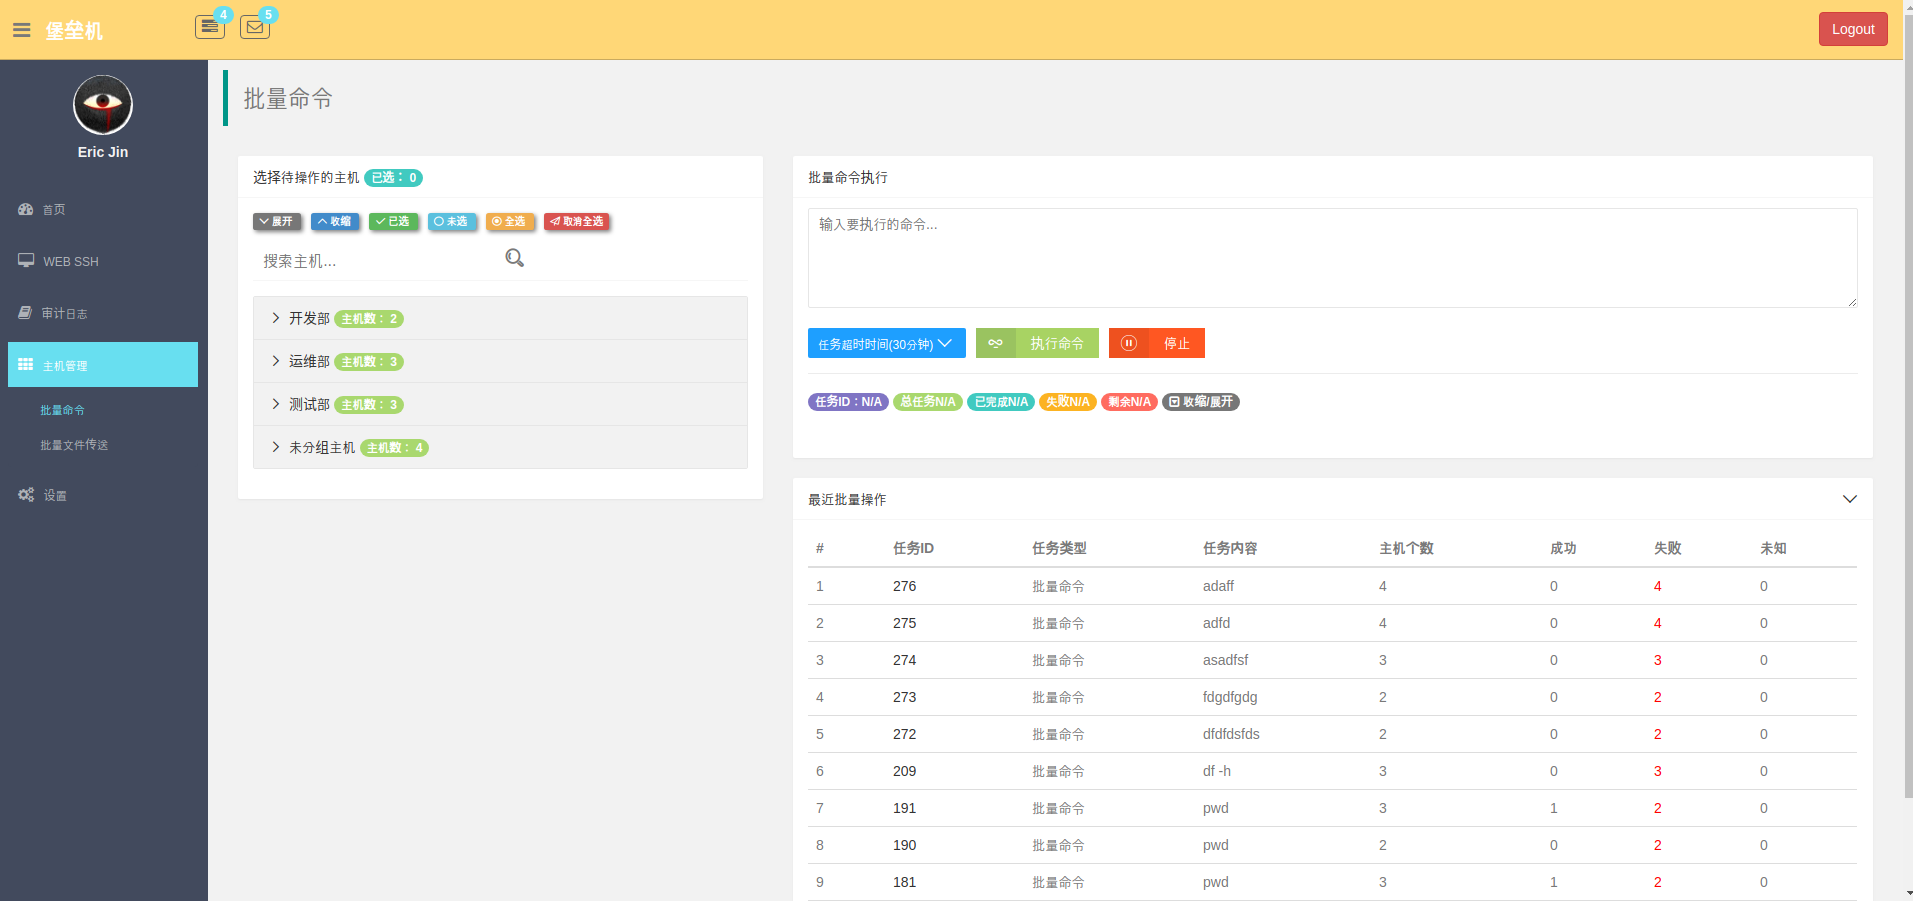 堡垒机
4
5
Logout
Eric Jin
首页
WEB SSH
审计日志
主机管理
批量命令
批量文件传送
设置
批量命令
选择待操作的主机 已选： 0
展开 收缩 已选 未选 全选 取消全选
搜索主机...
开发部 主机数： 2
运维部 主机数： 3
测试部 主机数： 3
未分组主机 主机数： 4
批量命令执行
输入要执行的命令...
任务超时时间(30分钟) 执行命令 停止
任务ID：N/A 总任务N/A 已完成N/A 失败N/A 剩余N/A 收缩/展开
最近批量操作
# 任务ID 任务类型 任务内容 主机个数 成功 失败 未知
1 276 批量命令 adaff 4 0 4 0
2 275 批量命令 adfd 4 0 4 0
3 274 批量命令 asadfsf 3 0 3 0
4 273 批量命令 fdgdfgdg 2 0 2 0
5 272 批量命令 dfdfdsfds 2 0 2 0
6 209 批量命令 df -h 3 0 3 0
7 191 批量命令 pwd 3 1 2 0
8 190 批量命令 pwd 2 0 2 0
9 181 批量命令 pwd 3 1 2 0